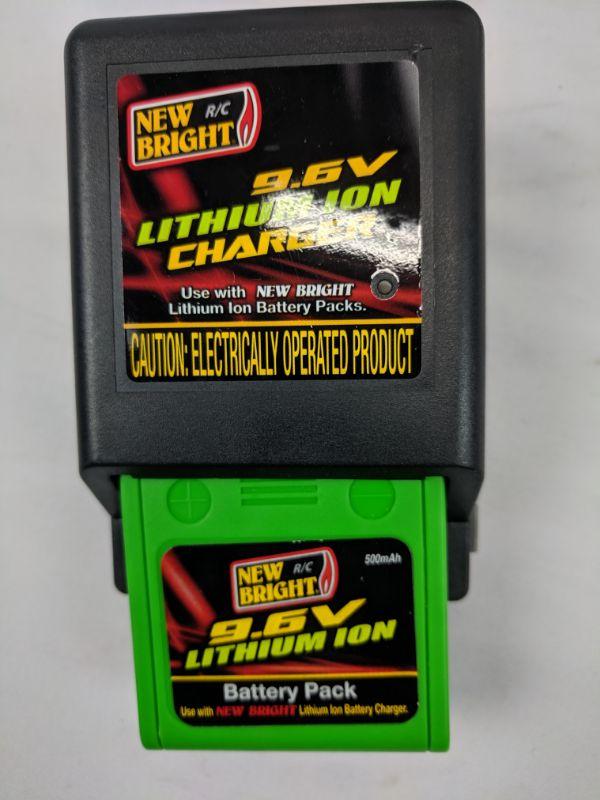 NEW R/C
BRIGHT
9.6V
LITHIUM ION
CHARGER
Use with NEW BRIGHT
Lithium Ion Battery Packs.
CAUTION: ELECTRICALLY OPERATED PRODUCT
500mAh
NEW R/C
BRIGHT
9.6V
LITHIUM ION
Battery Pack
Use with NEW BRIGHT Lithium Ion Battery Charger.